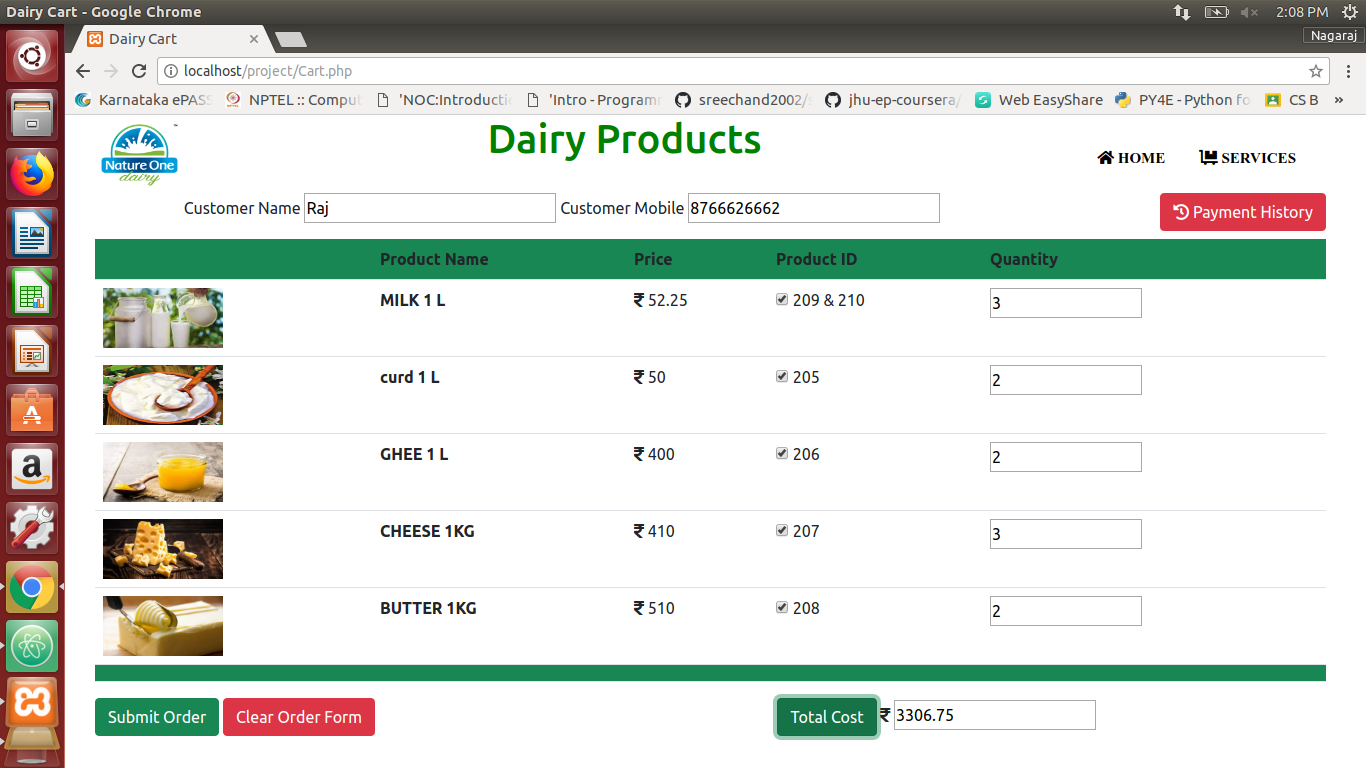 Dairy Cart - Google Chrome
2:08 PM
Nagaraj
Dairy Cart
localhost/project/Cart.php
Karnataka ePASS
NPTEL :: Comput
'NOC:Introductio
'Intro - Programm
sreechand2002/s
jhu-ep-coursera/
Web EasyShare
PY4E - Python fo
CS B
»
Nature One
dairy
Dairy Products
HOME
SERVICES
Customer Name Raj Customer Mobile 8766626662
Payment History
Product Name Price Product ID Quantity
MILK 1 L ₹ 52.25 209 & 210 3
curd 1 L ₹ 50 205 2
GHEE 1 L ₹ 400 206 2
CHEESE 1KG ₹ 410 207 3
BUTTER 1KG ₹ 510 208 2
Submit Order Clear Order Form Total Cost ₹ 3306.75